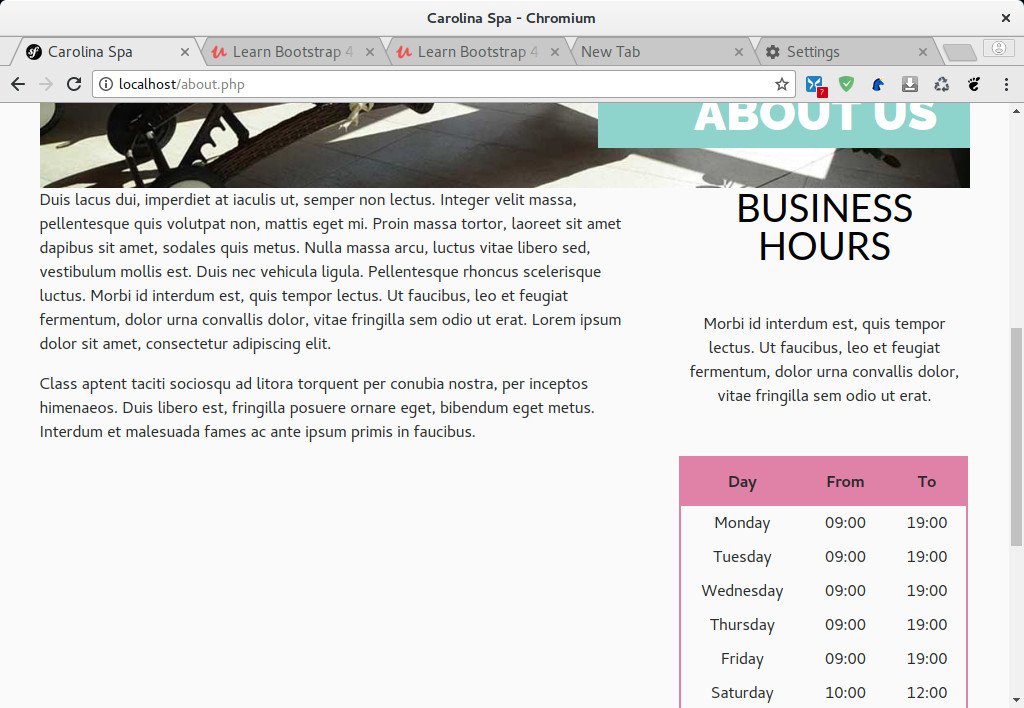 Carolina Spa - Chromium
Carolina Spa
Learn Bootstrap 4
Learn Bootstrap 4
New Tab
Settings
localhost/about.php
?
ABOUT US
Duis lacus dui, imperdiet at iaculis ut, semper non lectus. Integer velit massa,
pellentesque quis volutpat non, mattis eget mi. Proin massa tortor, laoreet sit amet
dapibus sit amet, sodales quis metus. Nulla massa arcu, luctus vitae libero sed,
vestibulum mollis est. Duis nec vehicula ligula. Pellentesque rhoncus scelerisque
luctus. Morbi id interdum est, quis tempor lectus. Ut faucibus, leo et feugiat
fermentum, dolor urna convallis dolor, vitae fringilla sem odio ut erat. Lorem ipsum
dolor sit amet, consectetur adipiscing elit.
Class aptent taciti sociosqu ad litora torquent per conubia nostra, per inceptos
himenaeos. Duis libero est, fringilla posuere ornare eget, bibendum eget metus.
Interdum et malesuada fames ac ante ipsum primis in faucibus.
BUSINESS
HOURS
Morbi id interdum est, quis tempor
lectus. Ut faucibus, leo et feugiat
fermentum, dolor urna convallis dolor,
vitae fringilla sem odio ut erat.
Day From To
Monday 09:00 19:00
Tuesday 09:00 19:00
Wednesday 09:00 19:00
Thursday 09:00 19:00
Friday 09:00 19:00
Saturday 10:00 12:00